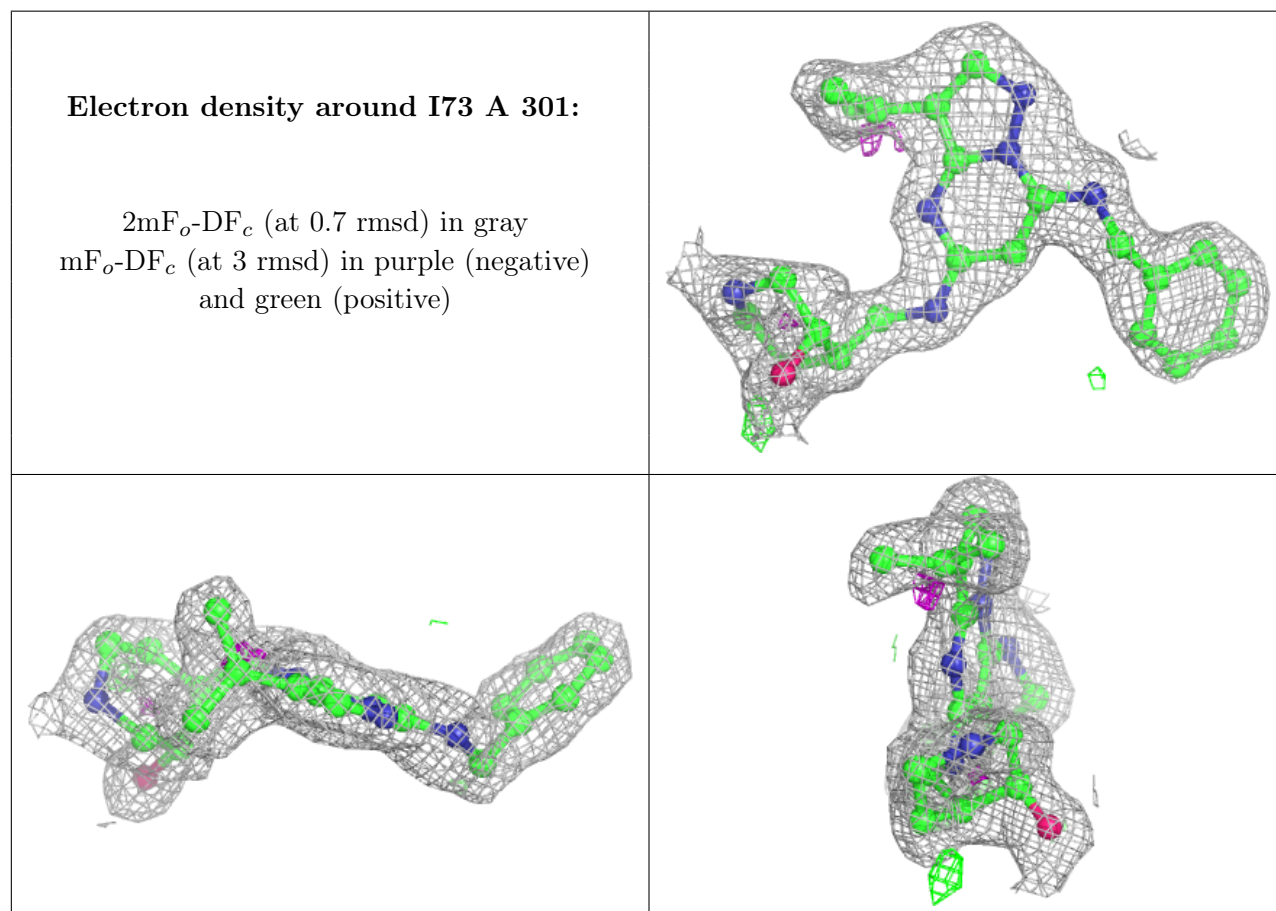 Electron density around I73 A 301:
2mFo-DFc (at 0.7 rmsd) in gray
mFo-DFc (at 3 rmsd) in purple (negative)
and green (positive)